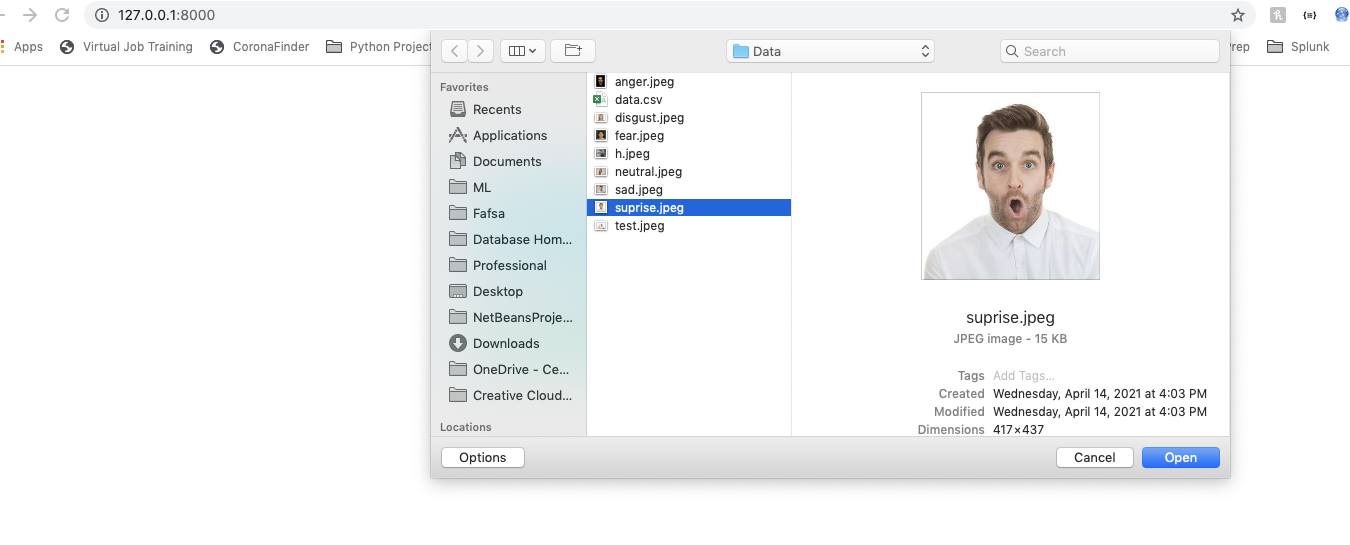 127.0.0.1:8000
Apps Virtual Job Training CoronaFinder Python Project rep Splunk
Data Search
Favorites
Recents
Applications
Documents
ML
Fafsa
Database Hom...
Professional
Desktop
NetBeansProje...
Downloads
OneDrive - Ce...
Creative Cloud...
Locations
anger.jpeg
data.csv
disgust.jpeg
fear.jpeg
h.jpeg
neutral.jpeg
sad.jpeg
suprise.jpeg
test.jpeg
suprise.jpeg
JPEG image - 15 KB
Tags Add Tags...
Created Wednesday, April 14, 2021 at 4:03 PM
Modified Wednesday, April 14, 2021 at 4:03 PM
Dimensions 417×437
Options Cancel Open